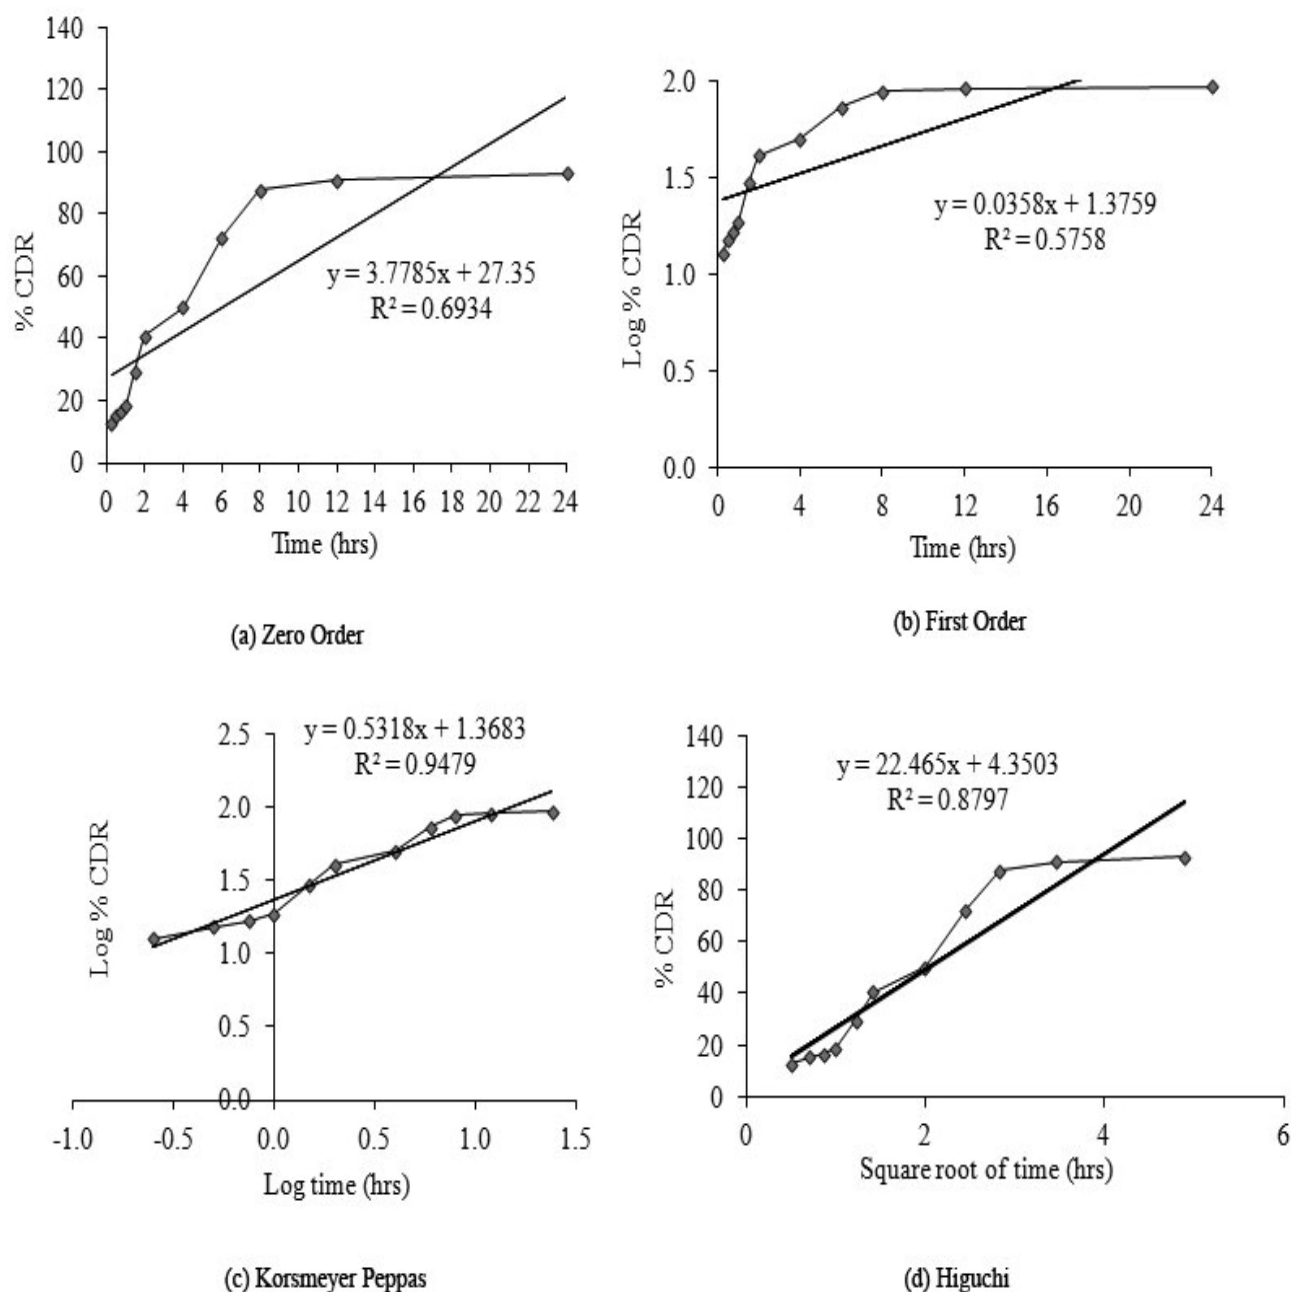 140
120
100
80
60
40
20
0
% CDR
y = 3.7785x + 27.35
R² = 0.6934
0 2 4 6 8 10 12 14 16 18 20 22 24
Time (hrs)
(a) Zero Order
2.0
1.5
1.0
0.5
0.0
Log % CDR
y = 0.0358x + 1.3759
R² = 0.5758
0 4 8 12 16 20 24
Time (hrs)
(b) First Order
2.5
2.0
1.5
1.0
0.5
0.0
Log % CDR
y = 0.5318x + 1.3683
R² = 0.9479
-1.0 -0.5 0.0 0.5 1.0 1.5
Log time (hrs)
(c) Korsmeyer Peppas
140
120
100
80
60
40
20
0
% CDR
y = 22.465x + 4.3503
R² = 0.8797
0 2 4 6
Square root of time (hrs)
(d) Higuchi